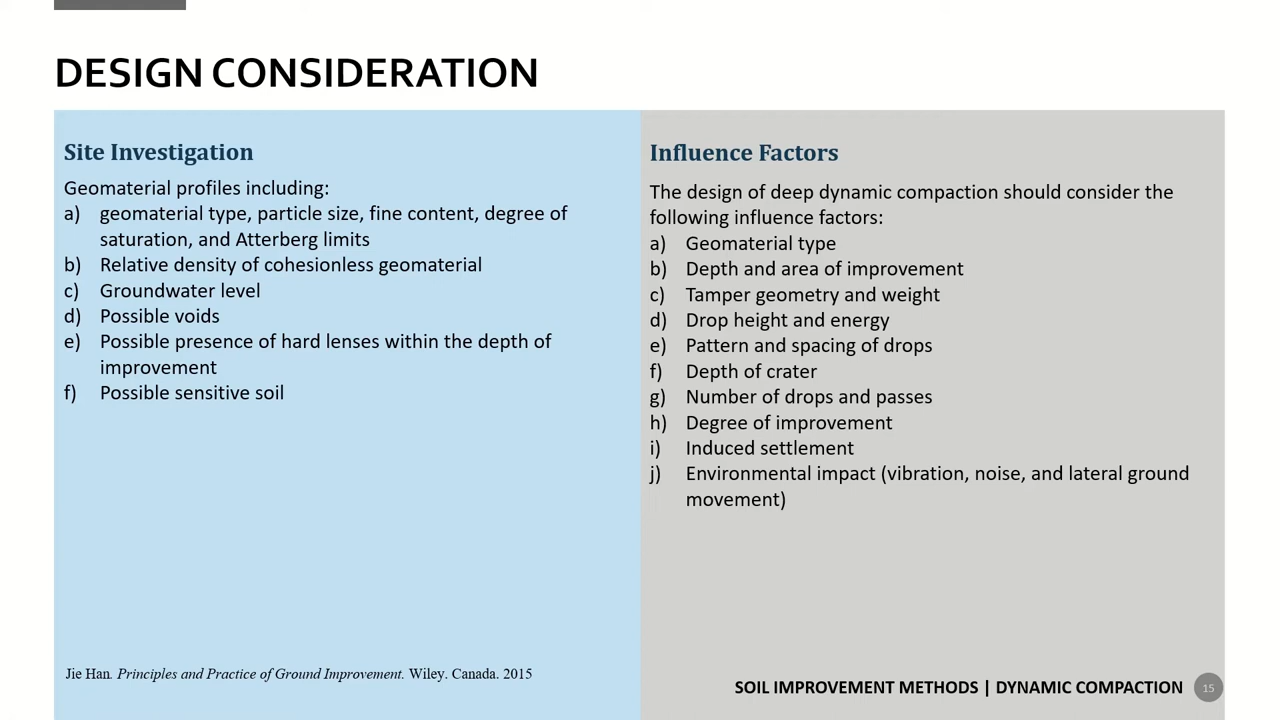 DESIGN CONSIDERATION
Site Investigation
Geomaterial profiles including:
a) geomaterial type, particle size, fine content, degree of
saturation, and Atterberg limits
b) Relative density of cohesionless geomaterial
c) Groundwater level
d) Possible voids
e) Possible presence of hard lenses within the depth of
improvement
f) Possible sensitive soil
Jie Han. Principles and Practice of Ground Improvement. Wiley. Canada. 2015
Influence Factors
The design of deep dynamic compaction should consider the
following influence factors:
a) Geomaterial type
b) Depth and area of improvement
c) Tamper geometry and weight
d) Drop height and energy
e) Pattern and spacing of drops
f) Depth of crater
g) Number of drops and passes
h) Degree of improvement
i) Induced settlement
j) Environmental impact (vibration, noise, and lateral ground
movement)
SOIL IMPROVEMENT METHODS | DYNAMIC COMPACTION 15